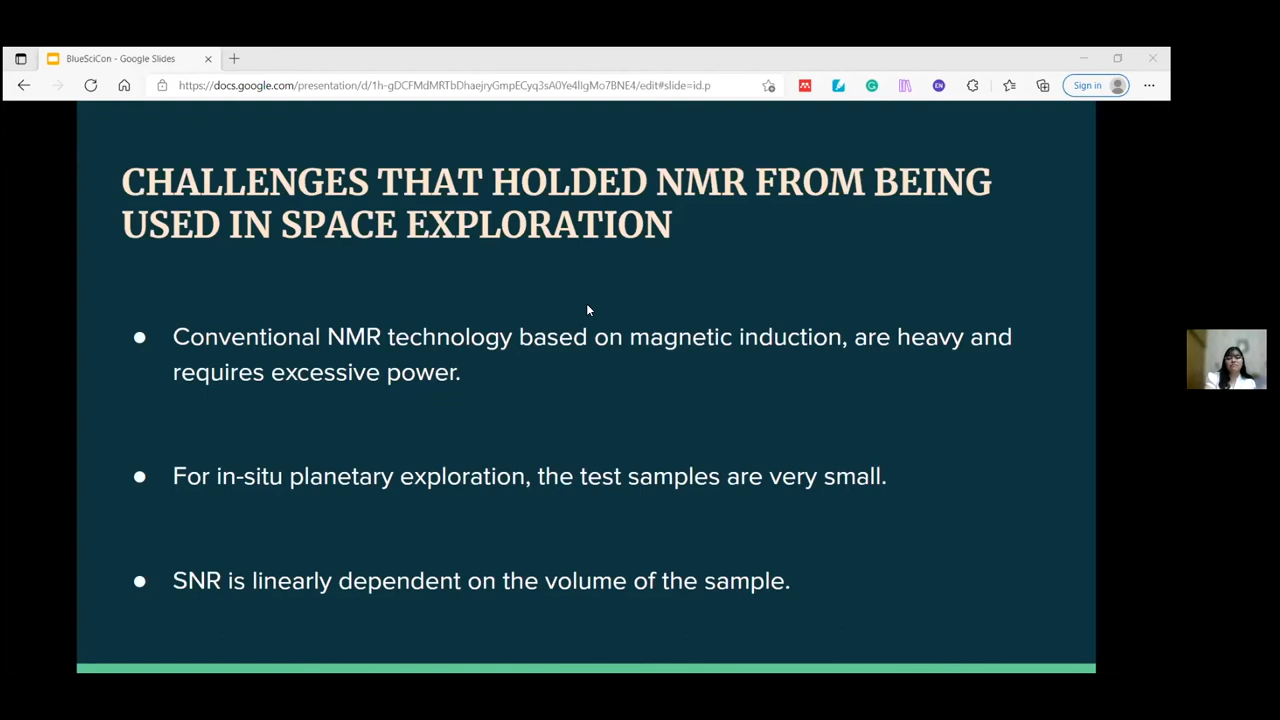 BlueSciCon - Google Slides
https://docs.google.com/presentation/d/1h-gDCFMdMRTbDhaejryGmpECyq3sA0Ye4lIgMo7BNE4/edit#slide=id.p
EN
Sign in
CHALLENGES THAT HOLDED NMR FROM BEING
USED IN SPACE EXPLORATION
● Conventional NMR technology based on magnetic induction, are heavy and
requires excessive power.
● For in-situ planetary exploration, the test samples are very small.
● SNR is linearly dependent on the volume of the sample.